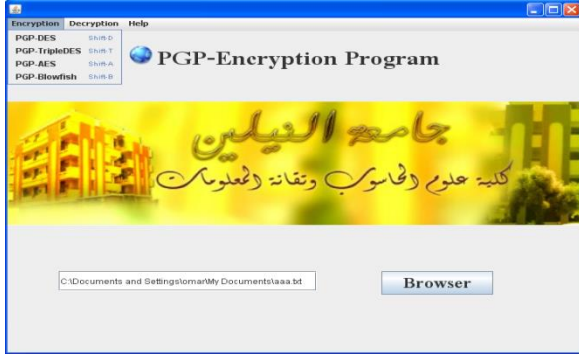 Encryption Decryption Help
PGP-DES Shift-D
PGP-TripleDES Shift-T
PGP-AES Shift-A
PGP-Blowfish Shift-B
PGP-Encryption Program
جامعة النيلين
كلية علوم الحاسوب وتقانة المعلومات
C:\Documents and Settings\omar\My Documents\aaa.txt
Browser